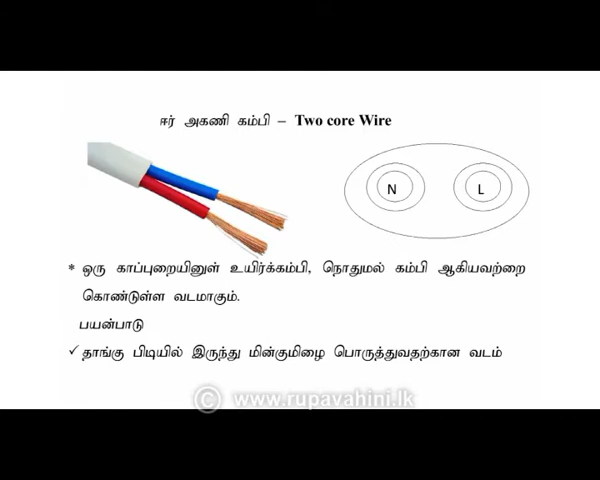 ஈர் அகணி கம்பி – Two core Wire
N L
* ஒரு காப்புறையினுள் உயிர்க்கம்பி, நொதுமல் கம்பி ஆகியவற்றை
கொண்டுள்ள வடமாகும்.
பயன்பாடு
✓ தாங்கு பிடியில் இருந்து மின்குமிழை பொருத்துவதற்கான வடம்
© www.rupavahini.lk